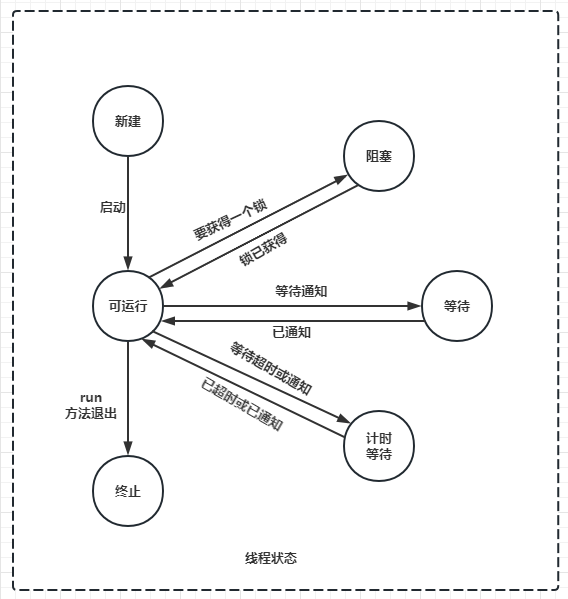 新建
阻塞
启动
要获得一个锁
锁已获得
可运行
等待通知
已通知
等待
等待超时或通知
已超时或已通知
run
方法退出
计时
等待
终止
线程状态